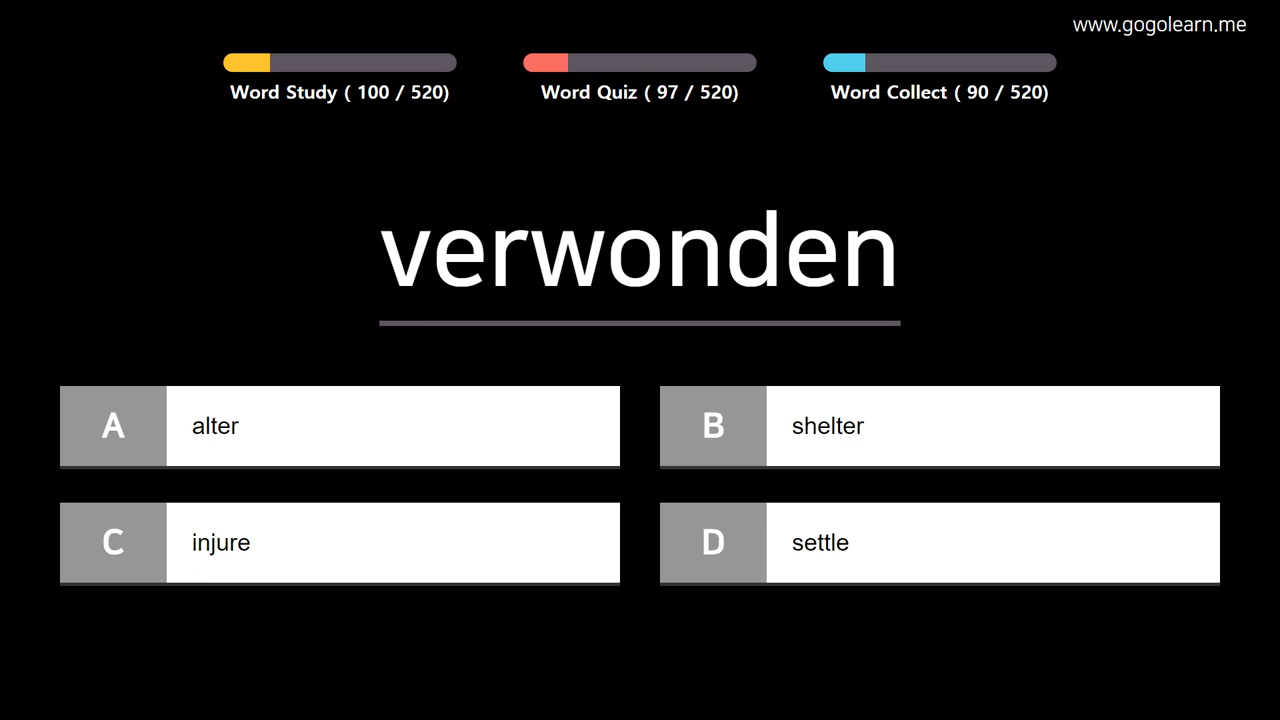 www.gogolearn.me
Word Study ( 100 / 520)
Word Quiz ( 97 / 520)
Word Collect ( 90 / 520)
verwonden
A alter
B shelter
C injure
D settle